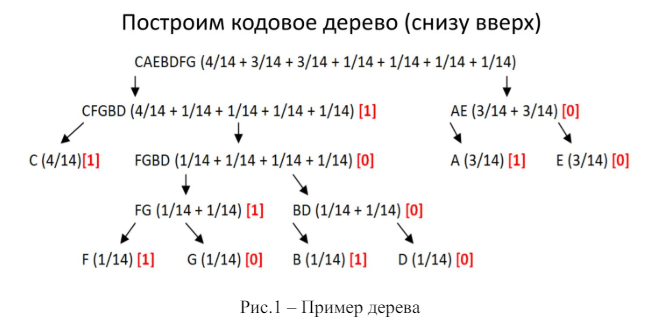 Построим кодовое дерево (снизу вверх)
CAEBDFG (4/14 + 3/14 + 3/14 + 1/14 + 1/14 + 1/14 + 1/14)
CFGBD (4/14 + 1/14 + 1/14 + 1/14 + 1/14) [1] AE (3/14 + 3/14) [0]
C (4/14)[1] FGBD (1/14 + 1/14 + 1/14 + 1/14) [0] A (3/14) [1] E (3/14) [0]
FG (1/14 + 1/14) [1] BD (1/14 + 1/14) [0]
F (1/14) [1] G (1/14) [0] B (1/14) [1] D (1/14) [0]
Рис.1 – Пример дерева